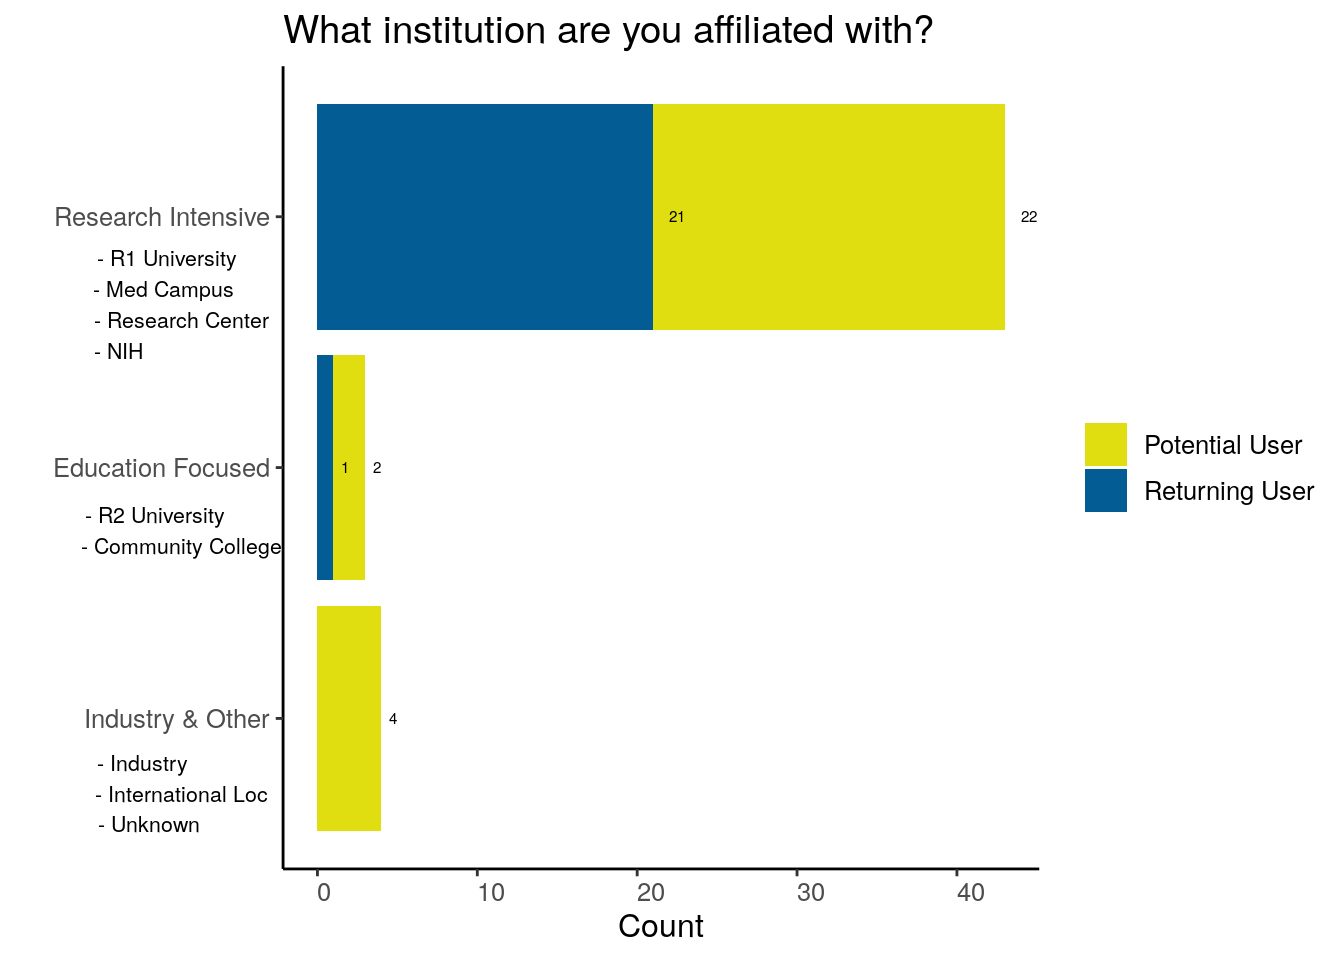 What institution are you affiliated with?
Research Intensive
- R1 University
- Med Campus
- Research Center
- NIH
21
22
Education Focused
- R2 University
- Community College
1
2
Industry & Other
- Industry
- International Loc
- Unknown
4
0
10
20
30
40
Count
Potential User
Returning User